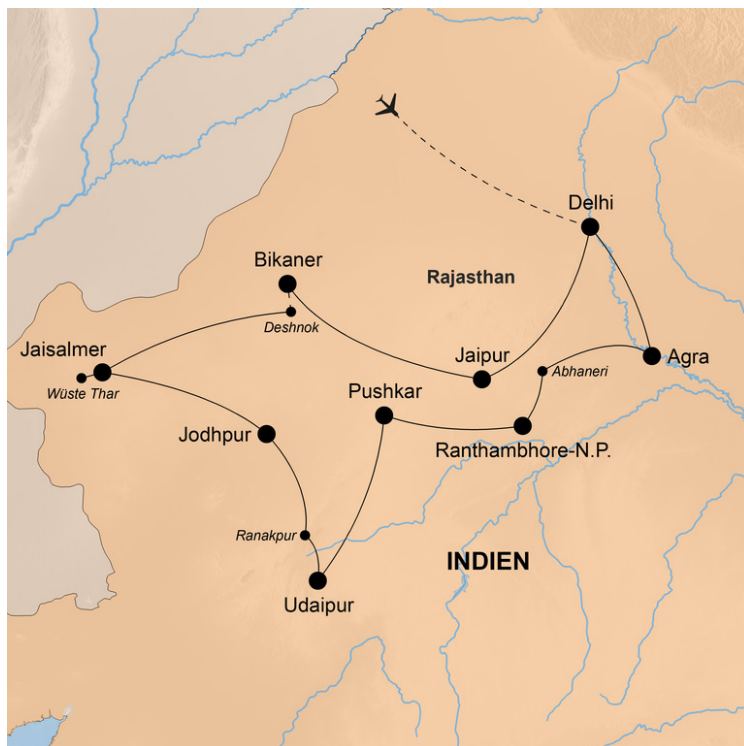 Delhi
Bikaner
Rajasthan
Deshnok
Jaisalmer
Jaipur
Agra
Abhaneri
Wüste Thar
Pushkar
Jodhpur
Ranthambhore-N.P.
Ranakpur
INDIEN
Udaipur